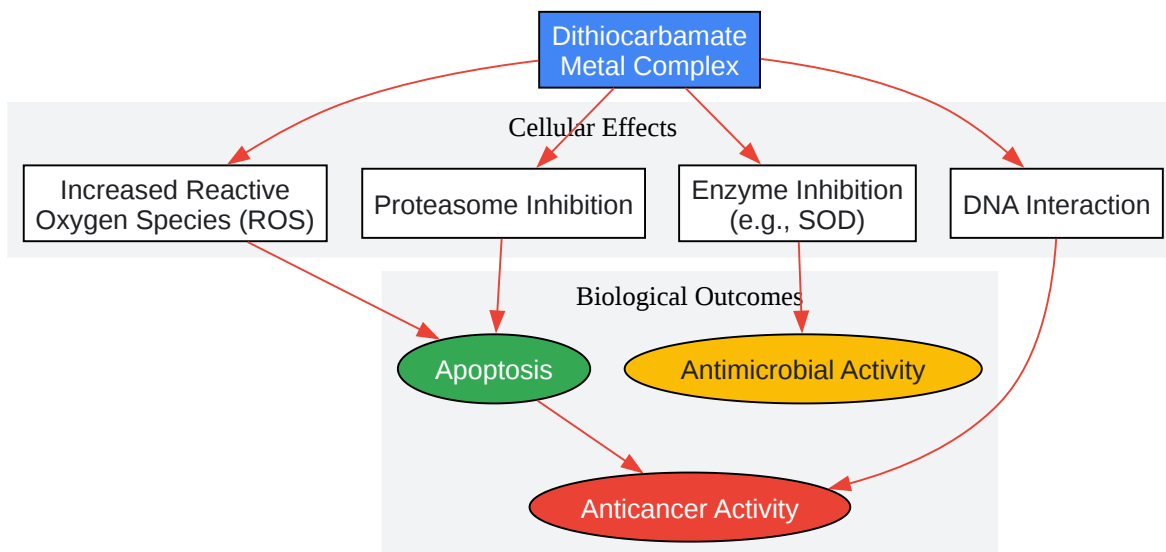 Dithiocarbamate
Metal Complex
Cellular Effects
Increased Reactive
Oxygen Species (ROS)
Proteasome Inhibition
Enzyme Inhibition
(e.g., SOD)
DNA Interaction
Biological Outcomes
Apoptosis
Antimicrobial Activity
Anticancer Activity